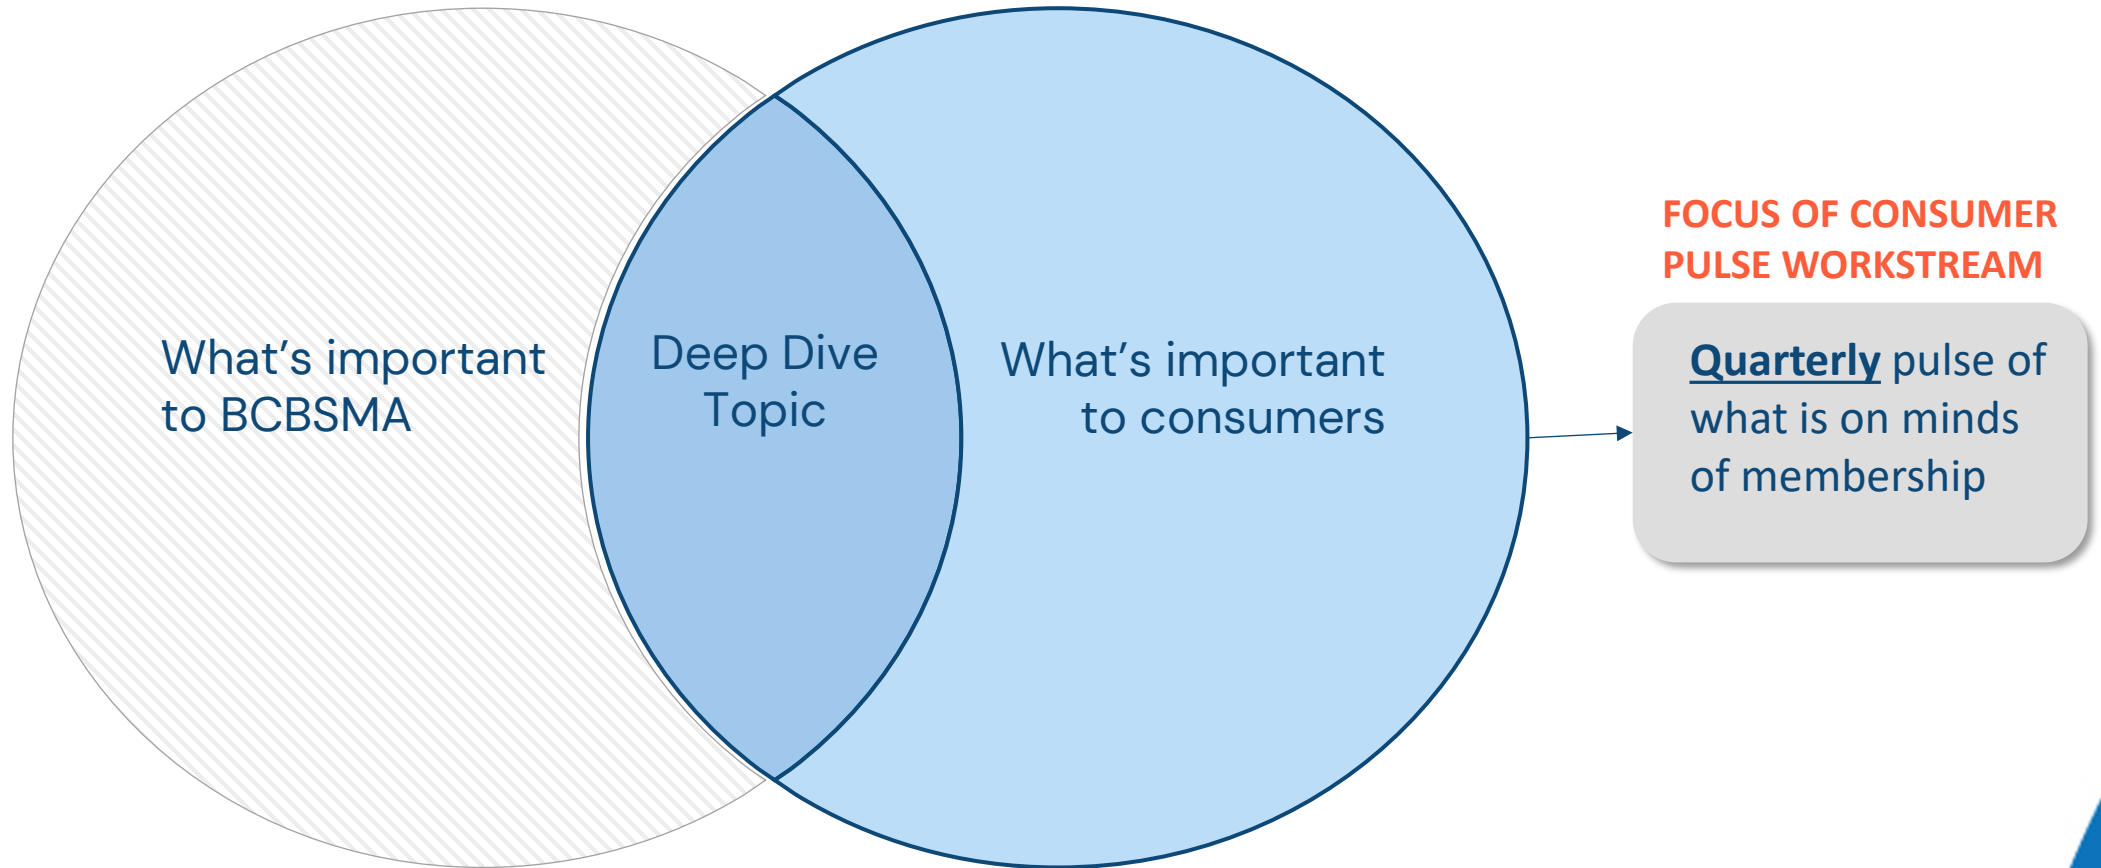 What’s important
to BCBSMA
Deep Dive
Topic
What’s important
to consumers
FOCUS OF CONSUMER
PULSE WORKSTREAM
Quarterly pulse of
what is on minds
of membership